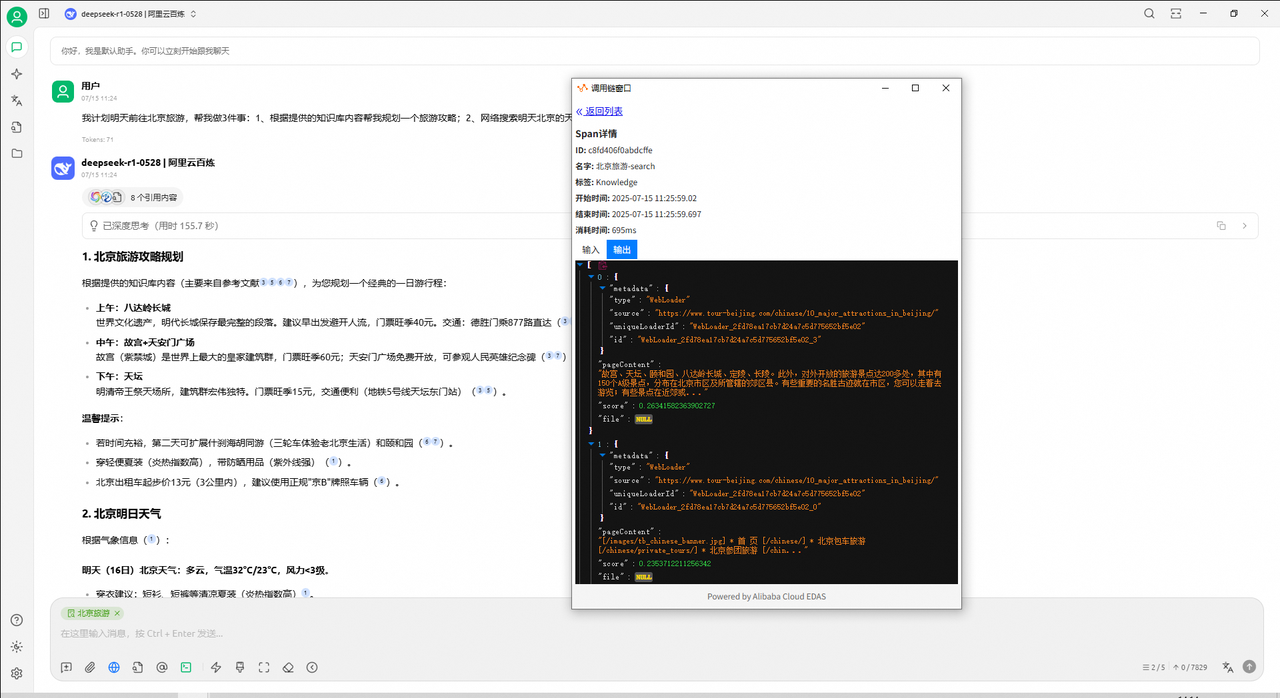 deepseek-r1-0528 | 阿里云百炼
你好，我是默认助手。你可以立刻开始跟我聊天
用户
07/15 11:24
我计划明天前往北京旅游，帮我做3件事：1、根据提供的知识库内容帮我规划一个旅游攻略；2、网络搜索明天北京的天
Tokens: 71
deepseek-r1-0528 | 阿里云百炼
07/15 11:24
8 个引用内容
已深度思考（用时 155.7 秒）
1. 北京旅游攻略规划
根据提供的知识库内容（主要来自参考文献 3 5 6 7），为您规划一个经典的一日游行程：
• 上午：八达岭长城
世界文化遗产，明代长城保存最完整的段落。建议早出发避开人流，门票旺季40元。交通：德胜门乘877路直达（3
• 中午：故宫+天安门广场
故宫（紫禁城）是世界上最大的皇家建筑群，门票旺季60元；天安门广场免费开放，可参观人民英雄纪念碑（3 7）
• 下午：天坛
明清帝王祭天场所，建筑群宏伟独特。门票旺季15元，交通便利（地铁5号线天坛东门站）（3 5）。
温馨提示：
• 若时间充裕，第二天可扩展什刹海胡同游（三轮车体验老北京生活）和颐和园（6 7）。
• 穿轻便夏装（炎热指数高），带防晒用品（紫外线强）（1）。
• 北京出租车起步价13元（3公里内），建议使用正规"京B"牌照车辆（6）。
2. 北京明日天气
根据气象信息（1）：
明天（16日）北京天气：多云，气温32°C/23°C，风力<3级。
• 穿衣建议：短衫、短裤等清凉夏装（炎热指数高）1。
北京旅游 ×
在这里输入消息，按 Ctrl + Enter 发送...
2 / 5
0 / 7829
调用链窗口
« 返回列表
Span详情
ID: c8fd406f0abdcffe
名字: 北京旅游-search
标签: Knowledge
开始时间: 2025-07-15 11:25:59.02
结束时间: 2025-07-15 11:25:59.697
消耗时间: 695ms
输入 输出
[
0 : {
"metadata" : {
"type" : "WebLoader"
"source" : "https://www.tour-beijing.com/chinese/10_major_attractions_in_beijing/"
"uniqueLoaderId" : "WebLoader_2fd78ea17cb7d24a7c5d775652bf5e02"
"id" : "WebLoader_2fd78ea17cb7d24a7c5d775652bf5e02_3"
}
"pageContent" :
"故宫、天坛、颐和园、八达岭长城、定陵、长陵。此外，对外开放的旅游景点达200多处，其中有
150个A级景点，分布在北京市区及所管辖的郊区县。有些重要的名胜古迹就在市区，您可以走着去
游览；有些景点在近郊或..."
"score" : 0.26341582363902727
"file" : NULL
}
1 : {
"metadata" : {
"type" : "WebLoader"
"source" : "https://www.tour-beijing.com/chinese/10_major_attractions_in_beijing/"
"uniqueLoaderId" : "WebLoader_2fd78ea17cb7d24a7c5d775652bf5e02"
"id" : "WebLoader_2fd78ea17cb7d24a7c5d775652bf5e02_0"
}
"pageContent" :
"[/images/tb_chinese_banner.jpg] * 首 页 [/chinese/] * 北京包车旅游
[/chinese/private_tours/] * 北京参团旅游 [/chin..."
"score" : 0.2353712211256342
"file" : NULL
Powered by Alibaba Cloud EDAS